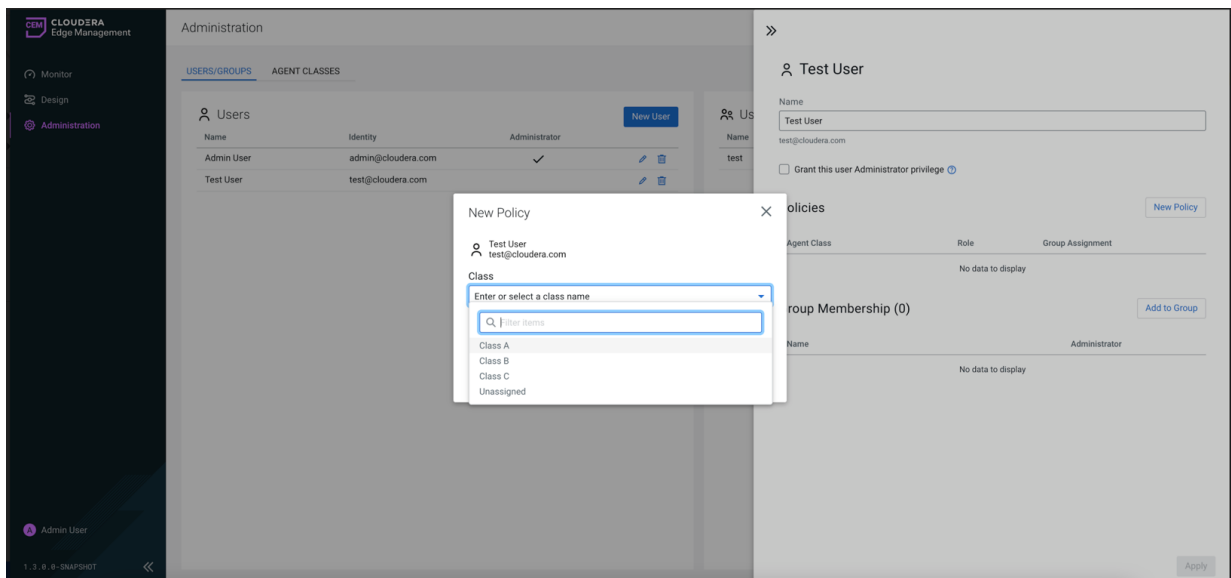 CEM CLOUDERA
Edge Management
Monitor
Design
Administration
A Admin User
1.3.0.0-SNAPSHOT
Administration
USERS/GROUPS AGENT CLASSES
Users
New User
Name Identity Administrator
Admin User admin@cloudera.com
Test User test@cloudera.com
Us
Name
test
New Policy
Test User
test@cloudera.com
Class
Enter or select a class name
Filter items
Class A
Class B
Class C
Unassigned
Test User
Name
Test User
test@cloudera.com
Grant this user Administrator privilege
olicies
New Policy
Agent Class Role Group Assignment
No data to display
roup Membership (0)
Add to Group
Name Administrator
No data to display
Apply